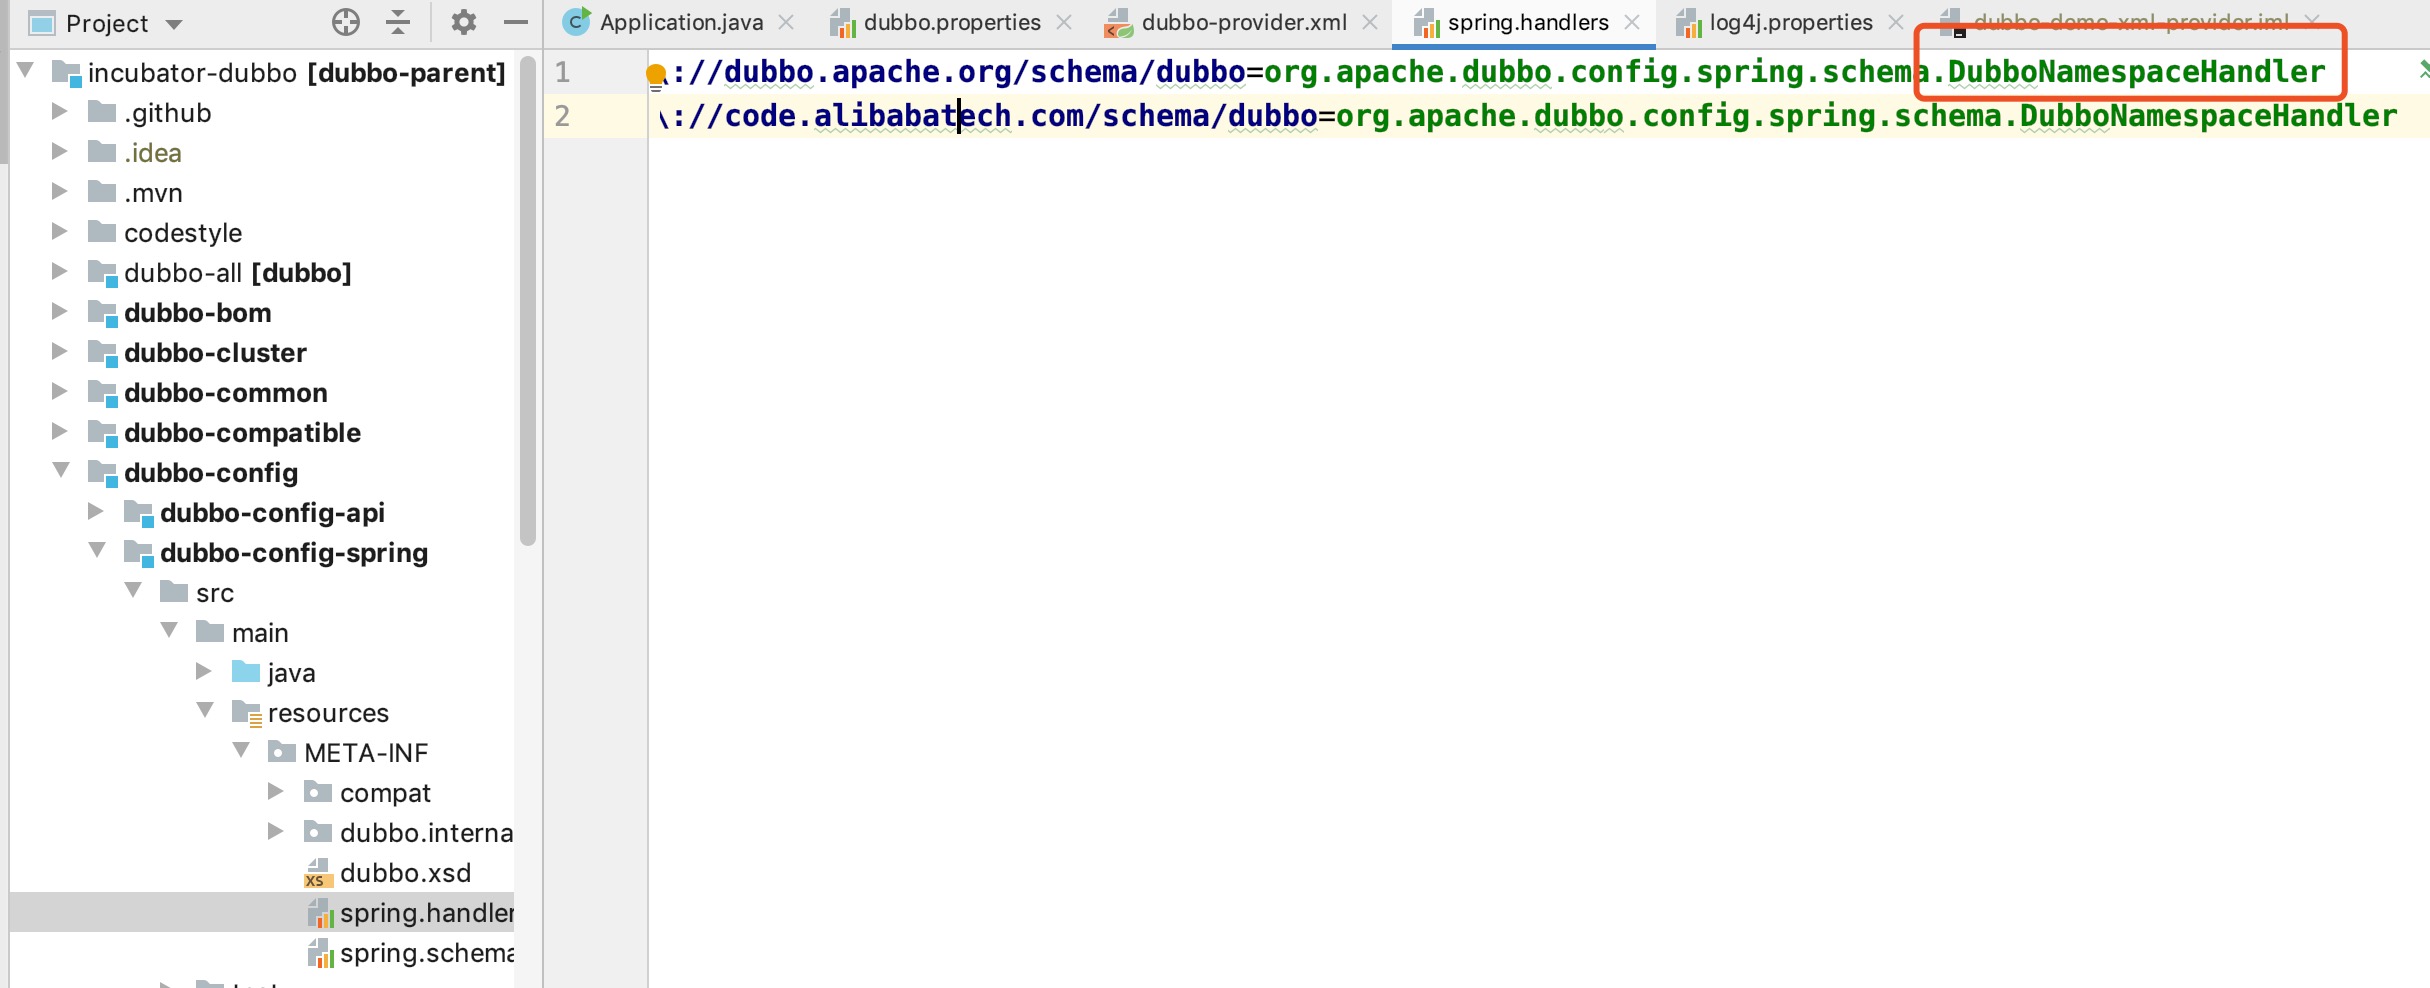 Project
Application.java
dubbo.properties
dubbo-provider.xml
spring.handlers
log4j.properties
dubbo-demo-xml-provider.iml
incubator-dubbo [dubbo-parent]
.github
.idea
.mvn
codestyle
dubbo-all [dubbo]
dubbo-bom
dubbo-cluster
dubbo-common
dubbo-compatible
dubbo-config
dubbo-config-api
dubbo-config-spring
src
main
java
resources
META-INF
compat
dubbo.interna
dubbo.xsd
spring.handler
spring.schema
1 \://dubbo.apache.org/schema/dubbo=org.apache.dubbo.config.spring.schema.DubboNamespaceHandler
2 \://code.alibabatech.com/schema/dubbo=org.apache.dubbo.config.spring.schema.DubboNamespaceHandler